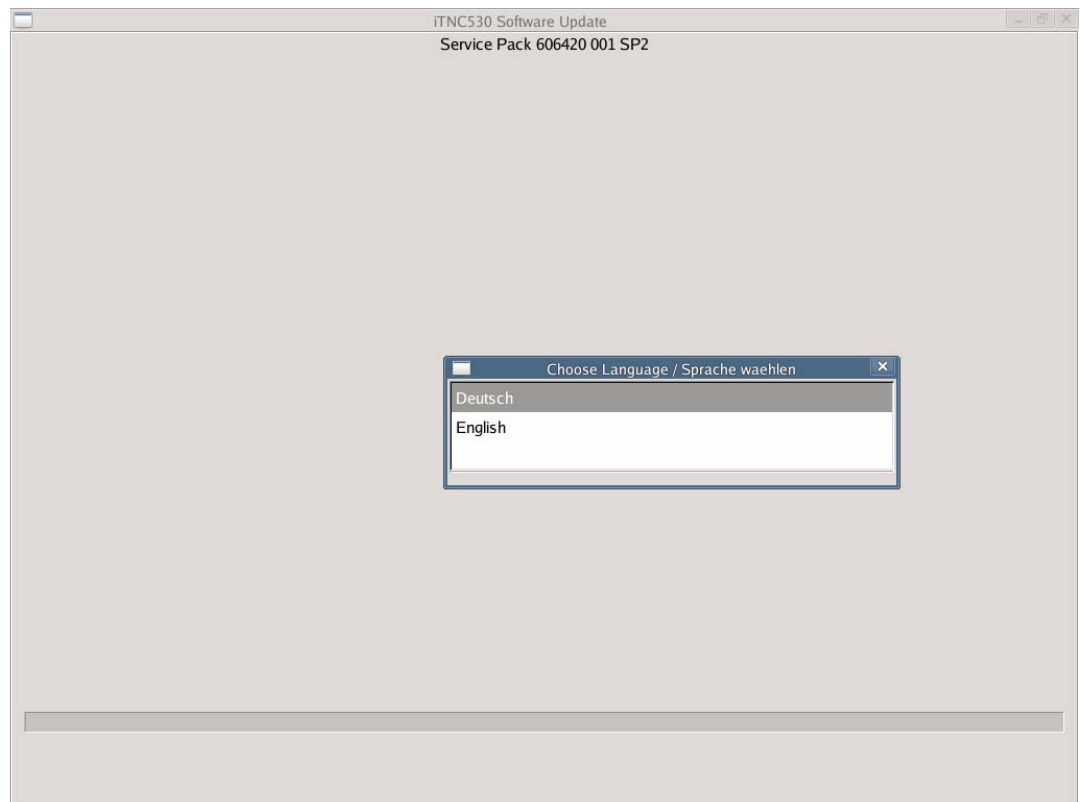 iTNC530 Software Update
Service Pack 606420 001 SP2
Choose Language / Sprache waehlen
Deutsch
English